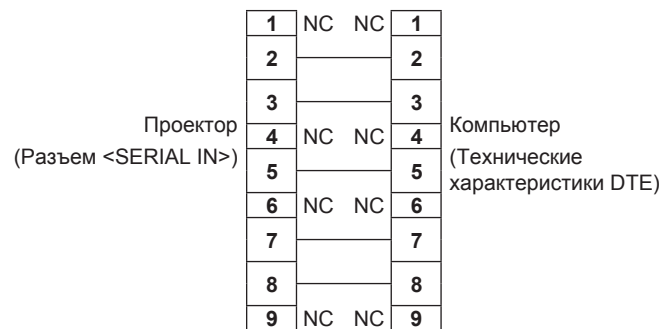 1 NC NC 1
2 2
3 3
Проектор
(Разъем <SERIAL IN>)
4 NC NC 4
Компьютер
(Технические
характеристики DTE)
5 5
6 NC NC 6
7 7
8 8
9 NC NC 9